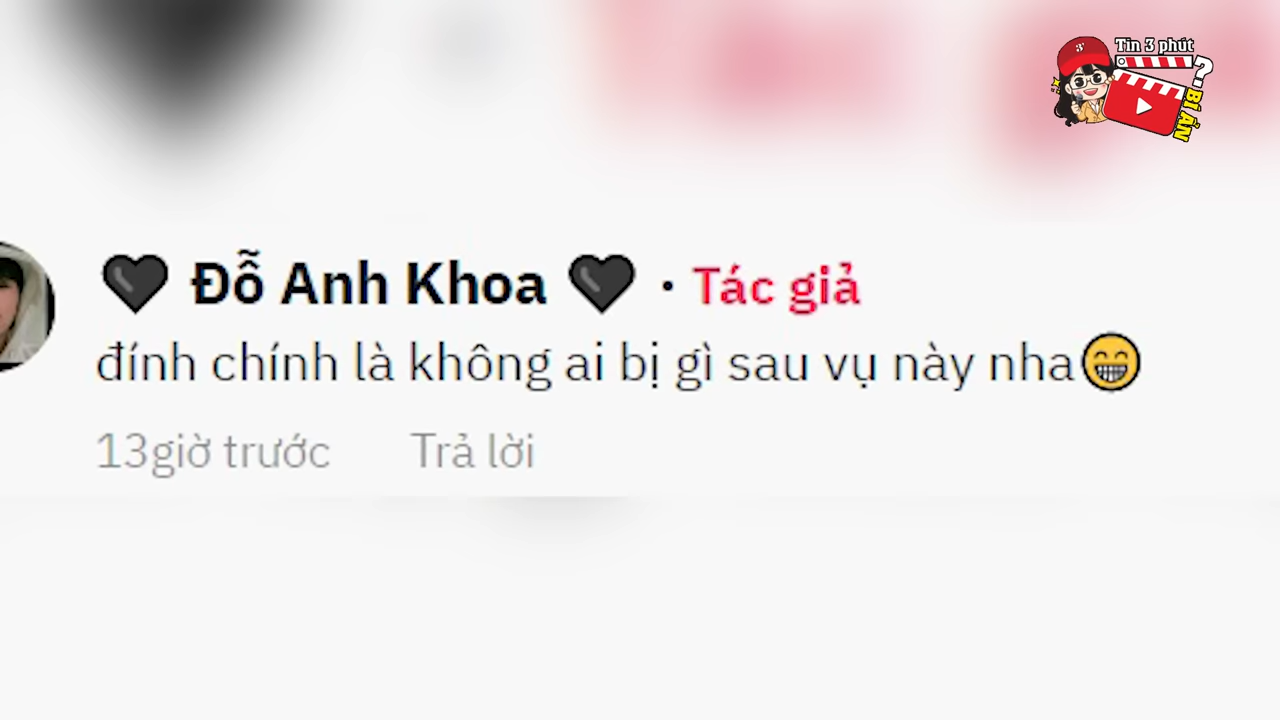 Tin 3 phút
BÍ ẨN
🖤 Đỗ Anh Khoa 🖤 · Tác giả
đính chính là không ai bị gì sau vụ này nha😁
13giờ trước Trả lời